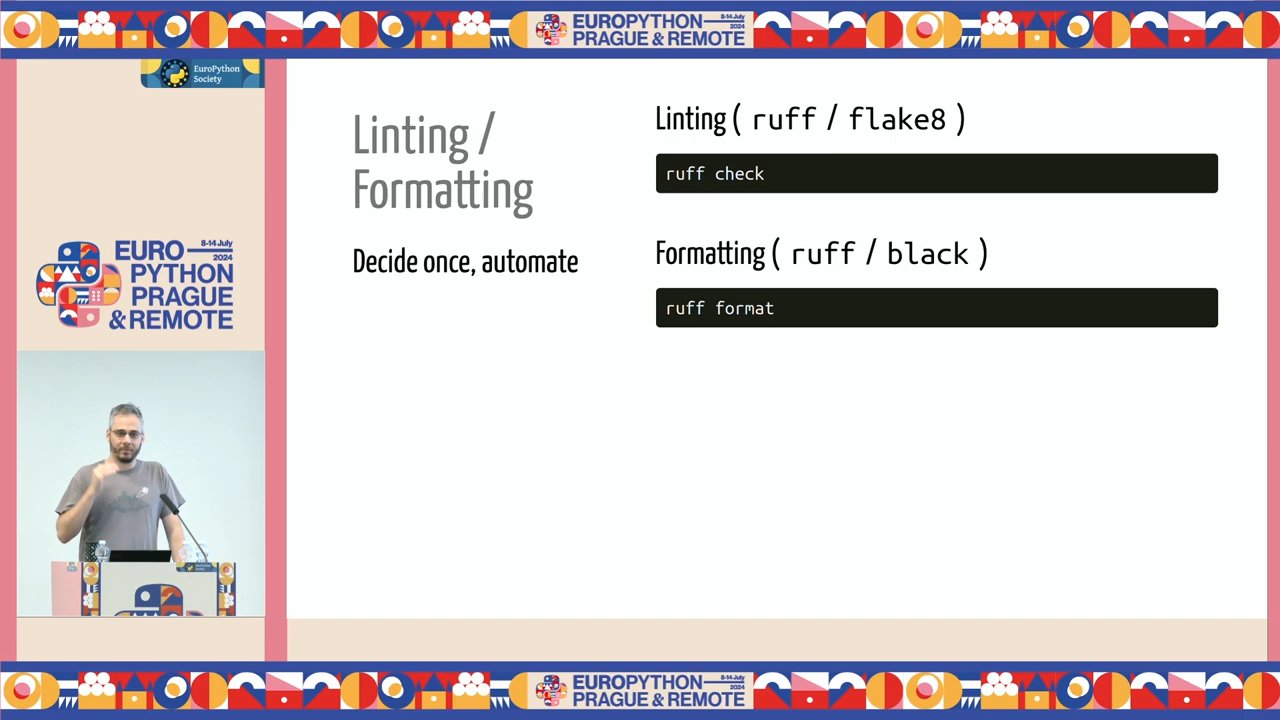 EUROPYTHON 8-14 July 2024
PRAGUE & REMOTE
EuroPython
Society
Linting /
Formatting
Decide once, automate
Linting ( ruff / flake8 )
ruff check
Formatting ( ruff / black )
ruff format
EURO 8-14 July
2024
PYTHON
PRAGUE
& REMOTE
EUROPYTHON 8-14 July 2024
PRAGUE & REMOTE